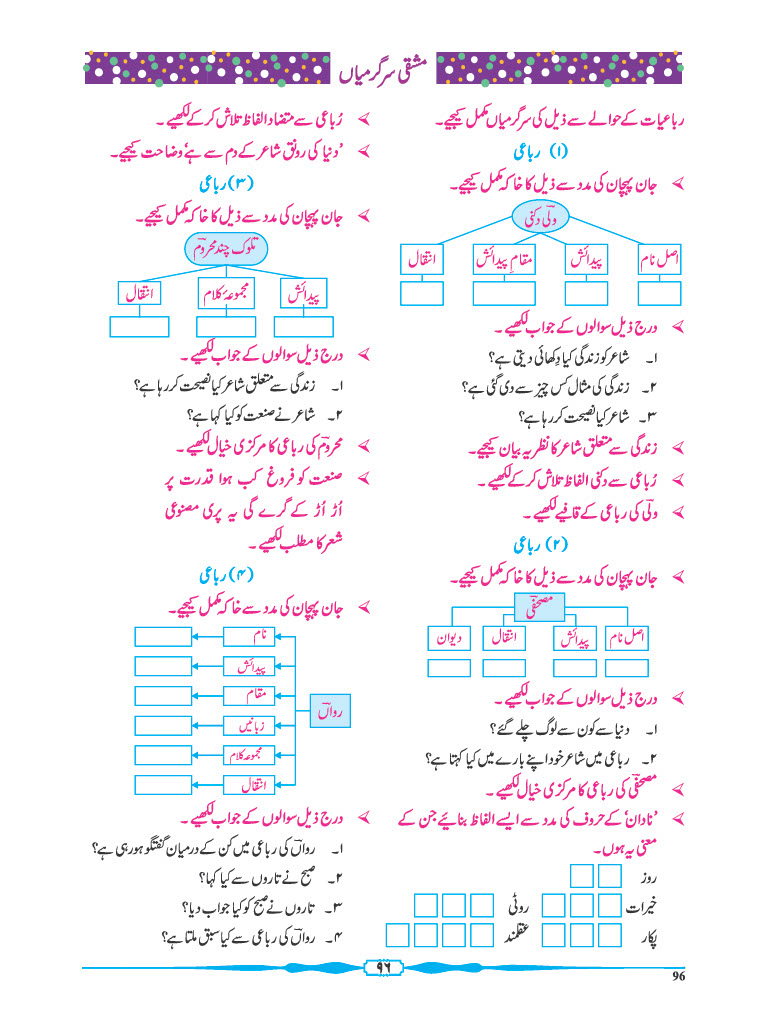 مشقی سرگرمیاں
رباعیات کے حوالے سے ذیل کی سرگرمیاں مکمل کیجیے۔
(۱) رباعی
جان پہچان کی مدد سے ذیل کا خاکہ مکمل کیجیے۔
ولیؔ دکنی
اصل نام
پیدائش
مقامِ پیدائش
انتقال
درج ذیل سوالوں کے جواب لکھیے۔
۱۔ شاعر کو زندگی کیا دِکھائی دیتی ہے؟
۲۔ زندگی کی مثال کس چیز سے دی گئی ہے؟
۳۔ شاعر کیا نصیحت کر رہا ہے؟
زندگی سے متعلق شاعر کا نظریہ بیان کیجیے۔
رُباعی سے دکنی الفاظ تلاش کر کے لکھیے۔
ولیؔ کی رباعی کے قافیے لکھیے۔
(۲) رباعی
جان پہچان کی مدد سے ذیل کا خاکہ مکمل کیجیے۔
مصحفیؔ
اصل نام
پیدائش
انتقال
دیوان
درج ذیل سوالوں کے جواب لکھیے۔
۱۔ دنیا سے کون سے لوگ چلے گئے؟
۲۔ رباعی میں شاعر خود اپنے بارے میں کیا کہتا ہے؟
مصحفیؔ کی رباعی کا مرکزی خیال لکھیے۔
’نادان‘ کے حروف کی مدد سے ایسے الفاظ بنائیے جن کے
معنی یہ ہوں۔
روز
خیرات
روٹی
پکار
عقلمند
رُباعی سے متضاد الفاظ تلاش کر کے لکھیے۔
’دنیا کی رونق شاعر کے دم سے ہے‘ وضاحت کیجیے۔
(۳) رباعی
جان پہچان کی مدد سے ذیل کا خاکہ مکمل کیجیے۔
تلوک چند محرومؔ
پیدائش
مجموعۂ کلام
انتقال
درج ذیل سوالوں کے جواب لکھیے۔
۱۔ زندگی سے متعلق شاعر کیا نصیحت کر رہا ہے؟
۲۔ شاعر نے صنعت کو کیا کہا ہے؟
محرومؔ کی رباعی کا مرکزی خیال لکھیے۔
صنعت کو فروغ کب ہوا قدرت پر
اُڑ اُڑ کے گرے گی یہ پری مصنوعی
شعر کا مطلب لکھیے۔
(۴) رباعی
جان پہچان کی مدد سے خاکہ مکمل کیجیے۔
رواںؔ
نام
پیدائش
مقام
زبانیں
مجموعہ کلام
انتقال
درج ذیل سوالوں کے جواب لکھیے۔
۱۔ رواںؔ کی رباعی میں کن کے درمیان گفتگو ہو رہی ہے؟
۲۔ صبح نے تاروں سے کیا کہا؟
۳۔ تاروں نے صبح کو کیا جواب دیا؟
۴۔ رواںؔ کی رباعی سے کیا سبق ملتا ہے؟
۹۶
96